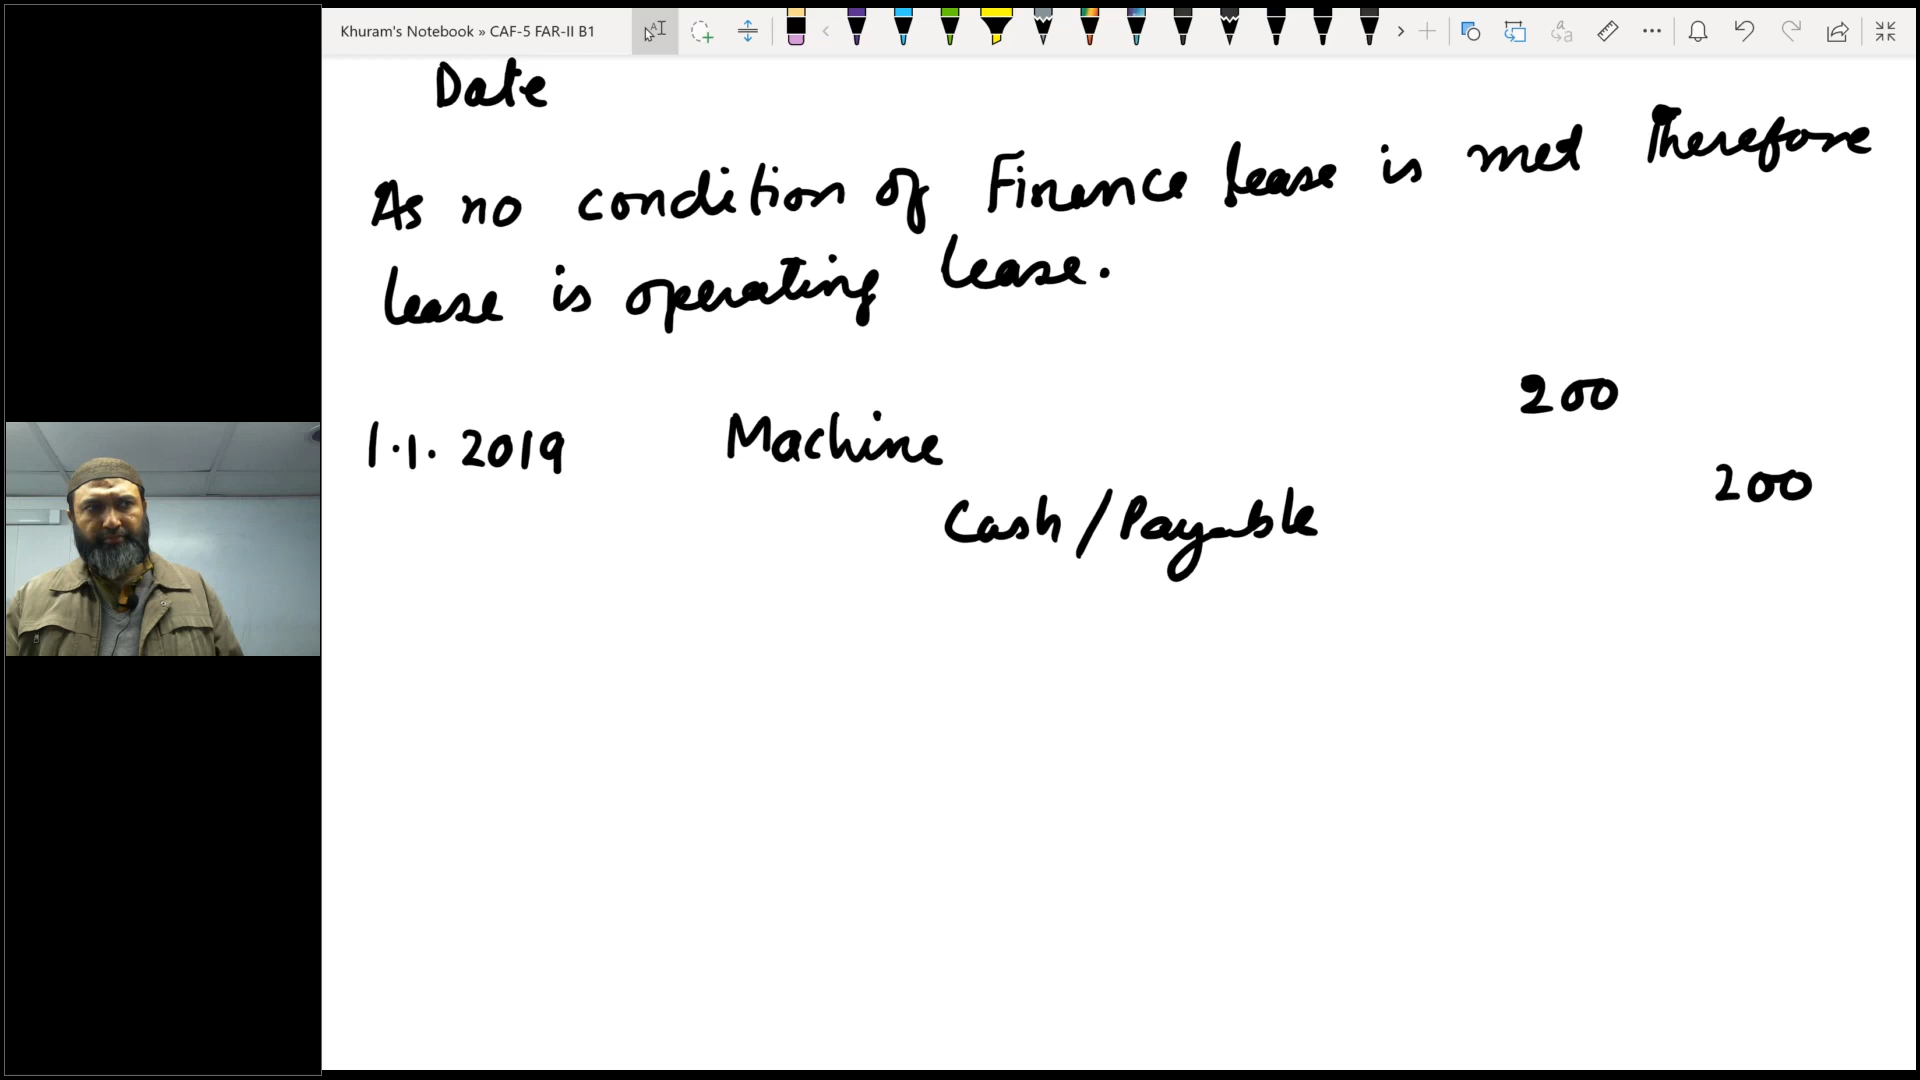 Khuram's Notebook » CAF-5 FAR-II B1
Date
As no condition of Finance lease is met Therefore
lease is operating lease.
1.1.2019 Machine 200
Cash/Payable 200